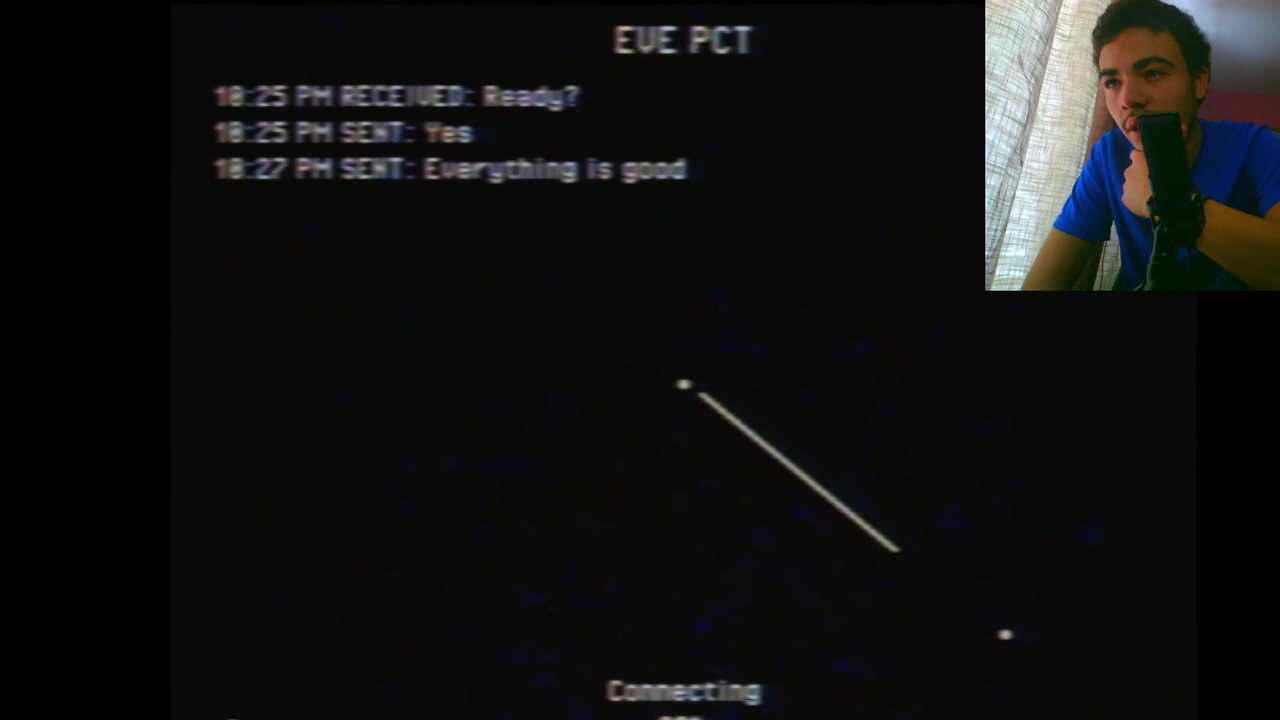 EVE PCT
10:25 PM RECEIVED: Ready?
10:25 PM SENT: Yes
10:27 PM SENT: Everything is good
Connecting